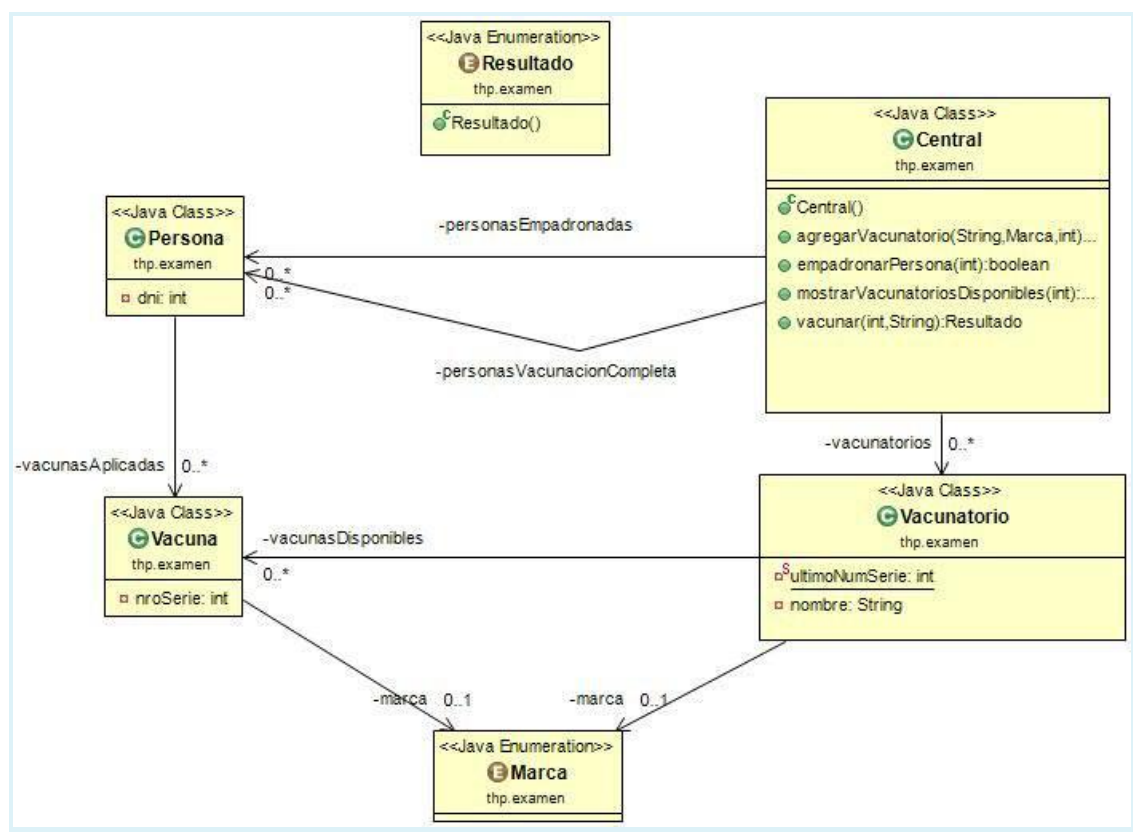 <<Java Enumeration>>
Resultado
thp.examen
Resultado()
<<Java Class>>
Central
thp.examen
Central()
agregarVacunatorio(String,Marca,int)...
empadronarPersona(int):boolean
mostrarVacunatoriosDisponibles(int):...
vacunar(int,String):Resultado
<<Java Class>>
Persona
thp.examen
dni: int
-personasEmpadronadas
0..*
0..*
-personasVacunacionCompleta
-vacunatorios 0..*
-vacunasAplicadas 0..*
<<Java Class>>
Vacuna
thp.examen
nroSerie: int
-vacunasDisponibles
0..*
<<Java Class>>
Vacunatorio
thp.examen
ultimoNumSerie: int
nombre: String
-marca 0..1
-marca 0..1
<<Java Enumeration>>
Marca
thp.examen